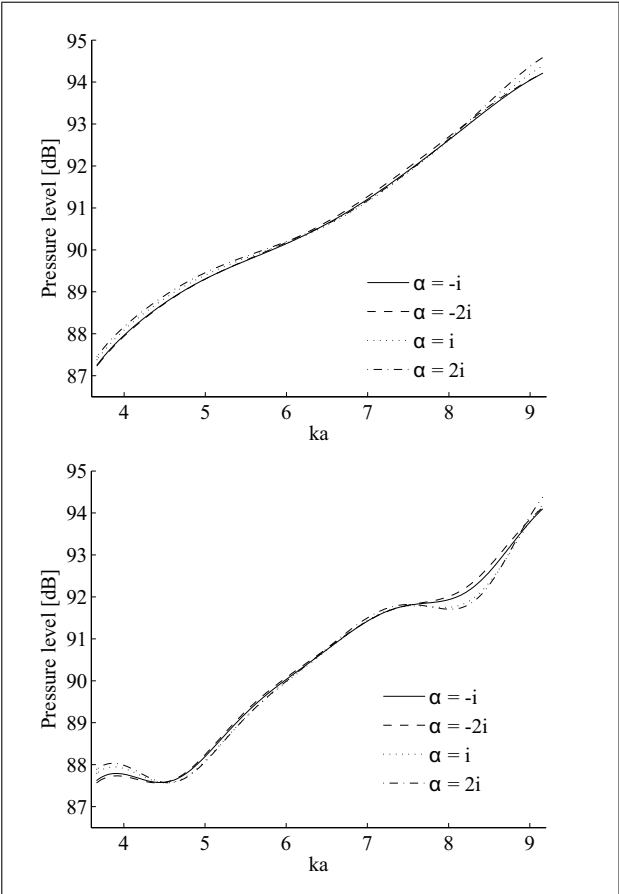 95
94
93
92
91
90
89
88
87
Pressure level [dB]
α = -i
α = -2i
α = i
α = 2i
4 5 6 7 8 9
ka
95
94
93
92
91
90
89
88
87
Pressure level [dB]
α = -i
α = -2i
α = i
α = 2i
4 5 6 7 8 9
ka